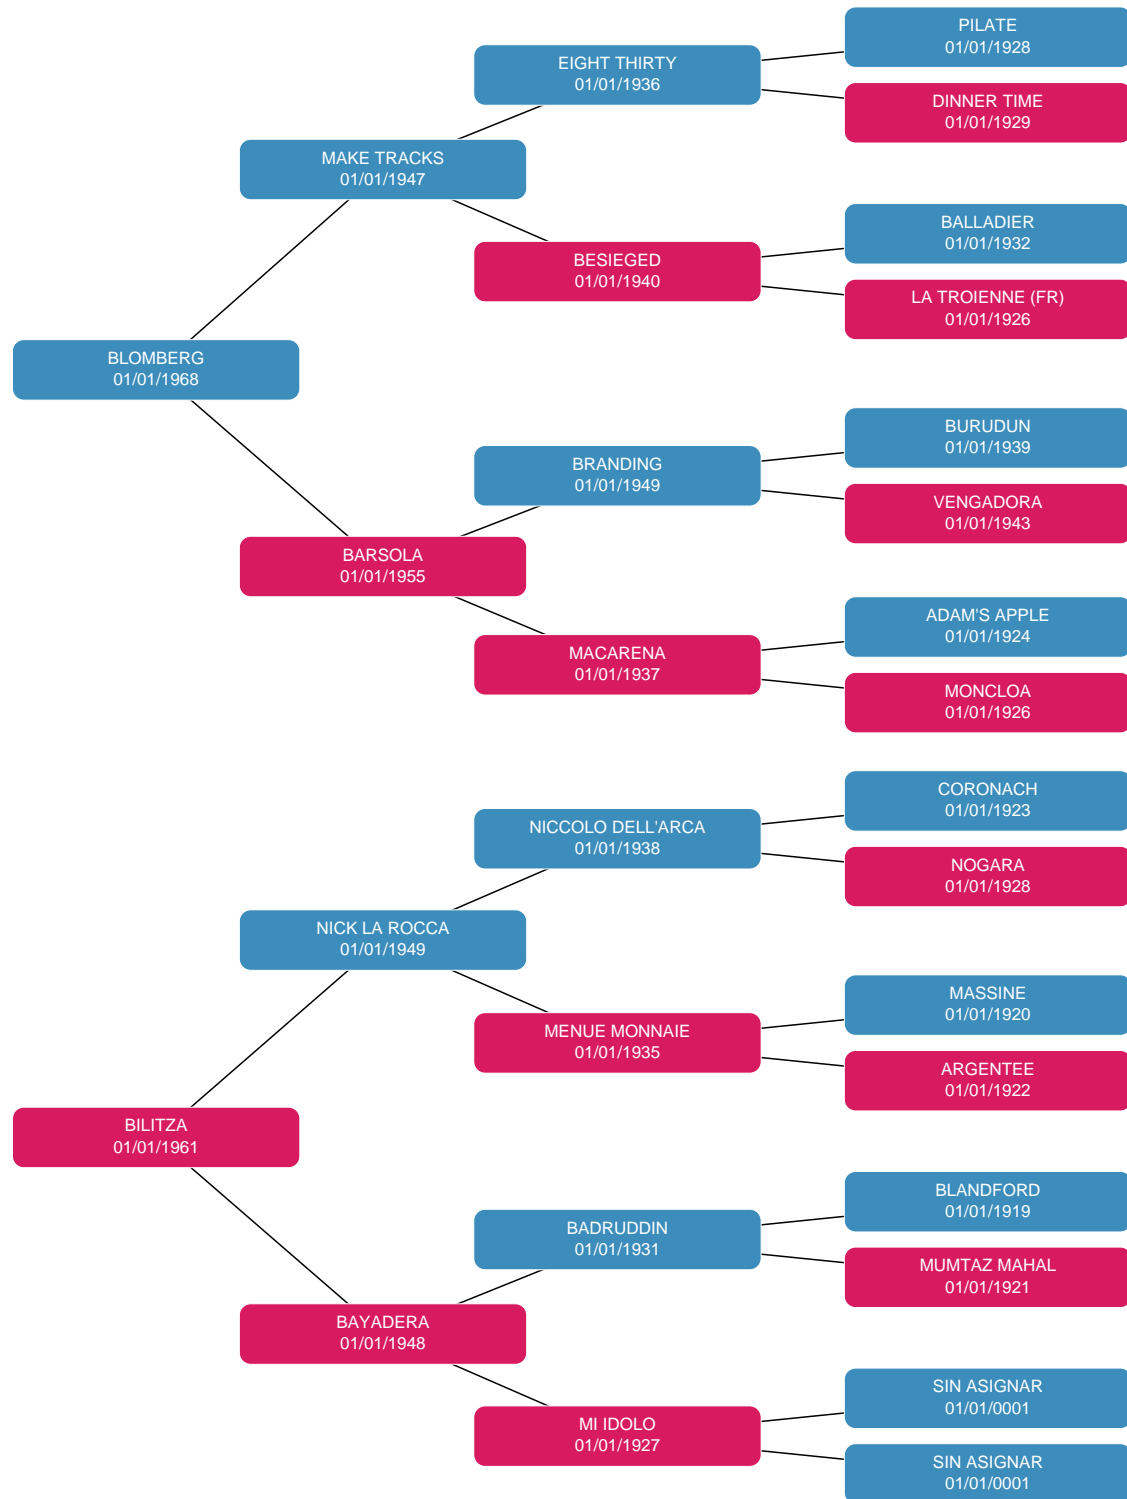 PILATE
01/01/1928
EIGHT THIRTY
01/01/1936
DINNER TIME
01/01/1929
MAKE TRACKS
01/01/1947
BALLADIER
01/01/1932
BESIEGED
01/01/1940
LA TROIENNE (FR)
01/01/1926
BLOMBERG
01/01/1968
BURUDUN
01/01/1939
BRANDING
01/01/1949
VENGADORA
01/01/1943
BARSOLA
01/01/1955
ADAM'S APPLE
01/01/1924
MACARENA
01/01/1937
MONCLOA
01/01/1926
CORONACH
01/01/1923
NICCOLO DELL'ARCA
01/01/1938
NOGARA
01/01/1928
NICK LA ROCCA
01/01/1949
MASSINE
01/01/1920
MENUE MONNAIE
01/01/1935
ARGENTEE
01/01/1922
BILITZA
01/01/1961
BLANDFORD
01/01/1919
BADRUDDIN
01/01/1931
MUMTAZ MAHAL
01/01/1921
BAYADERA
01/01/1948
SIN ASIGNAR
01/01/0001
MI IDOLO
01/01/1927
SIN ASIGNAR
01/01/0001